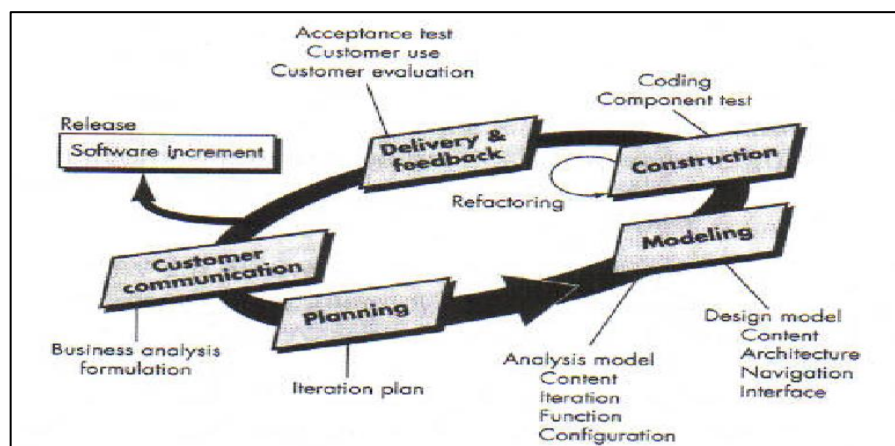 Acceptance test
Customer use
Customer evaluation
Coding
Component test
Release
Software increment
Delivery &
feedback
Construction
Refactoring
Modeling
Customer
communication
Planning
Business analysis
formulation
Iteration plan
Analysis model
Content
Iteration
Function
Configuration
Design model
Content
Architecture
Navigation
Interface